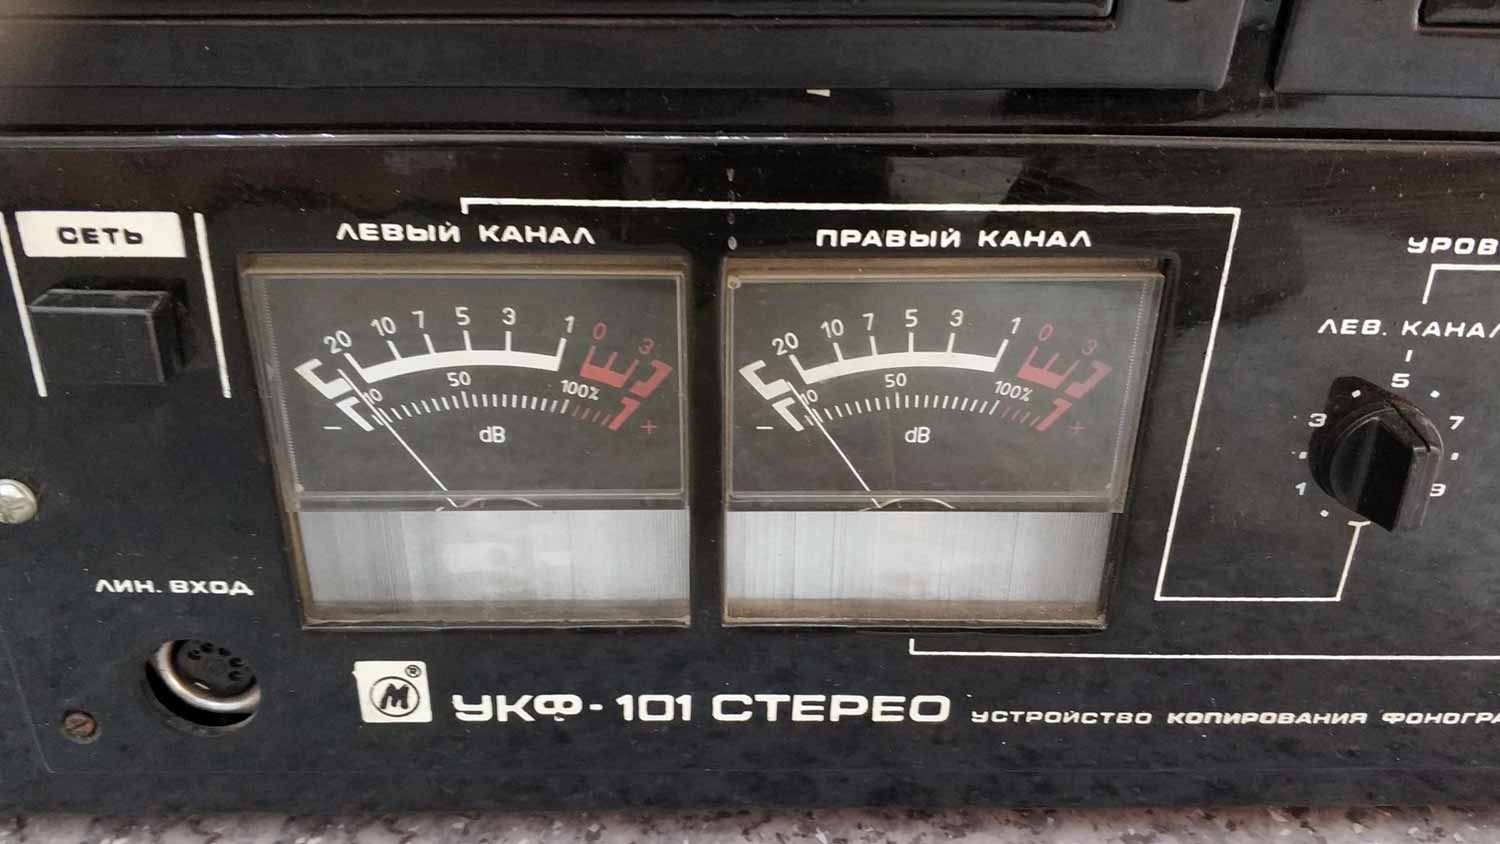 СЕТЬ
ЛЕВЫЙ КАНАЛ
ПРАВЫЙ КАНАЛ
УРОВ
ЛЕВ. КАНАЛ
20 10 7 5 3 1 0 3
10 50 100%
- dB +
20 10 7 5 3 1 0 3
10 50 100%
- dB +
1 3 5 7 9
ЛИН. ВХОД
М ®
УКФ-101 СТЕРЕО
УСТРОЙСТВО КОПИРОВАНИЯ ФОНОГРА